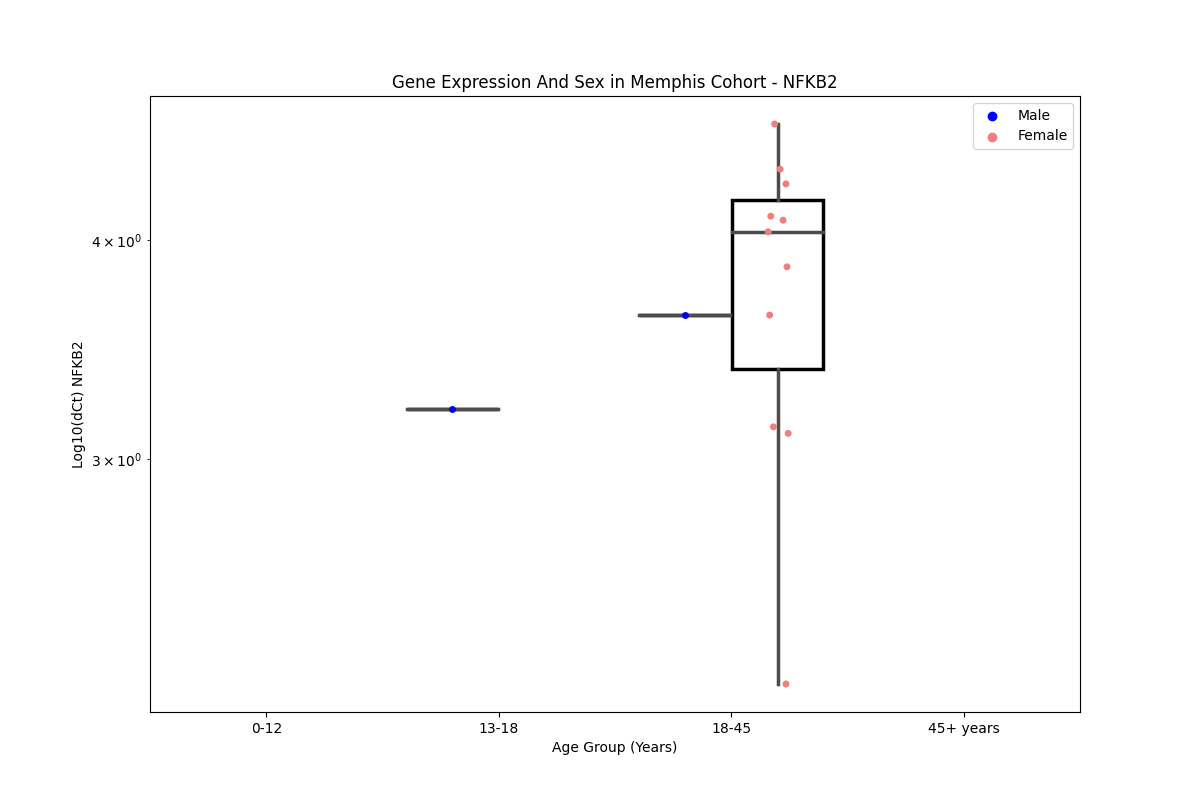 Gene Expression And Sex in Memphis Cohort - NFKB2
Male
Female
4 × 10⁰
3 × 10⁰
Log10(dCt) NFKB2
0-12 13-18 18-45 45+ years
Age Group (Years)